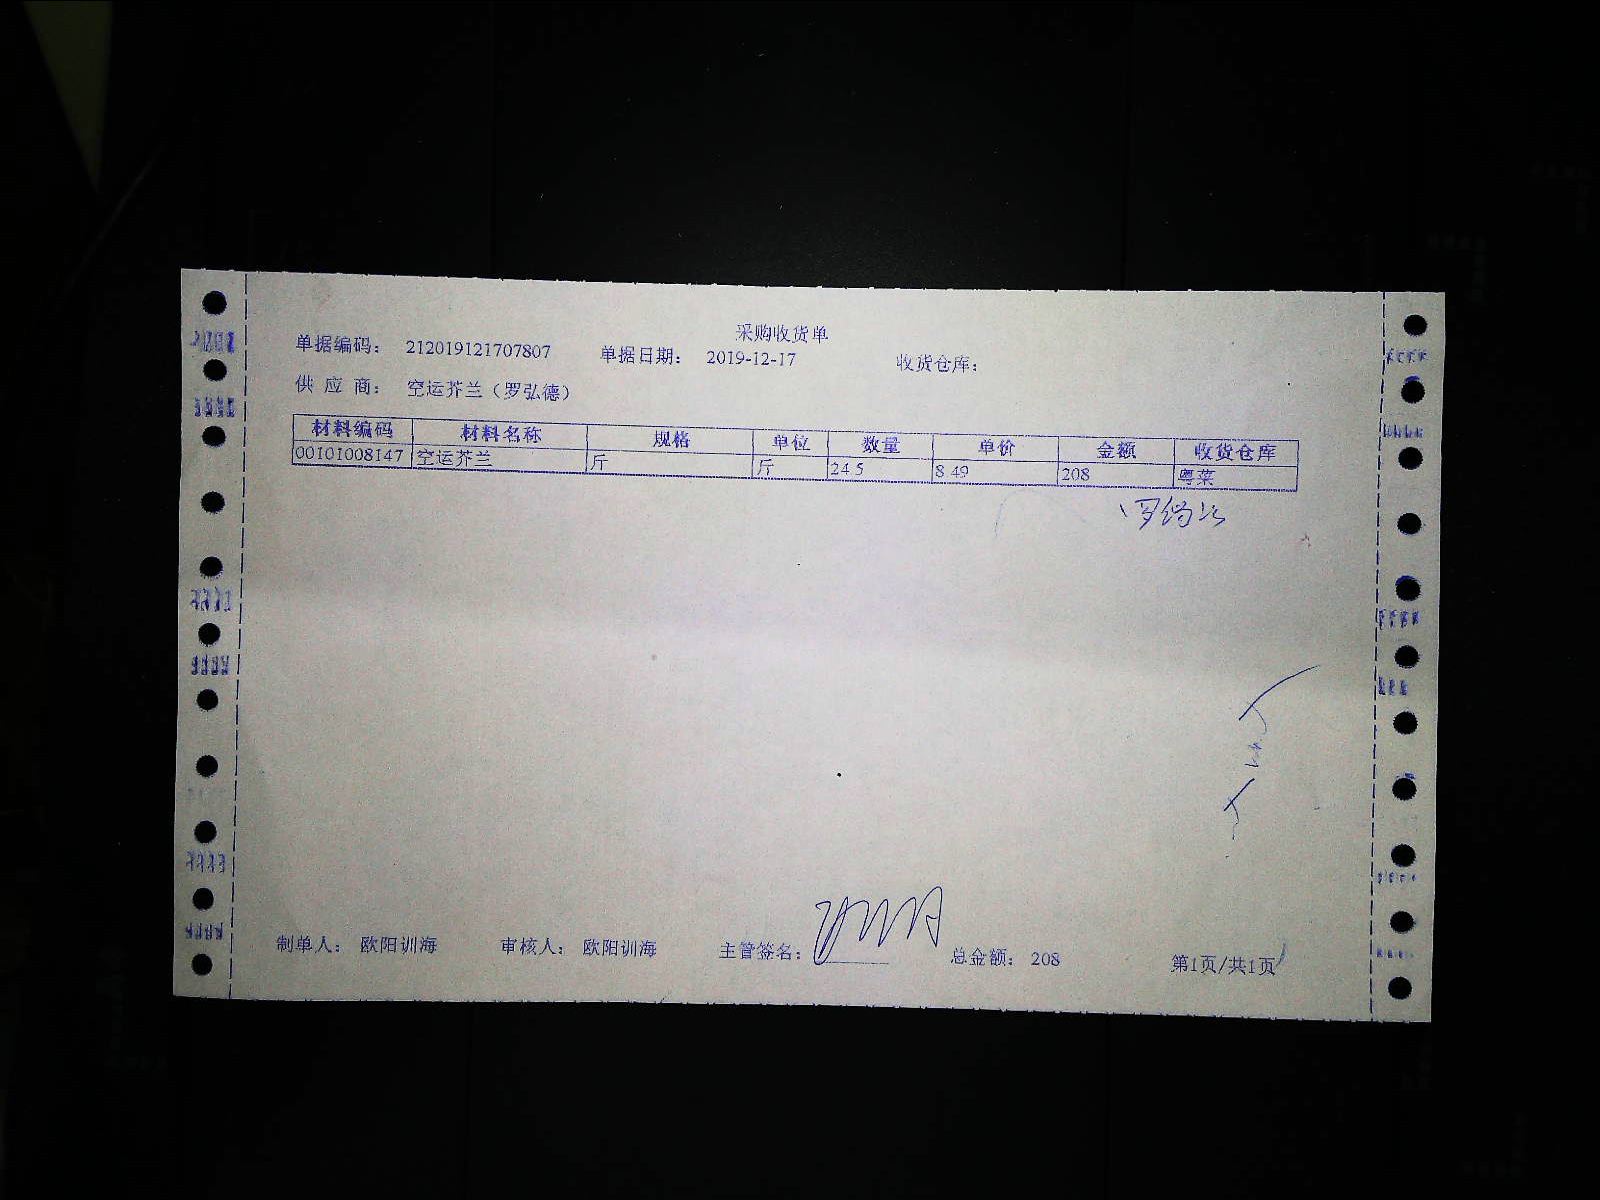 采购收货单
单据编码： 212019121707807 单据日期： 2019-12-17 收货仓库：
供 应 商： 空运芥兰（罗弘德）
材料编码 材料名称 规格 单位 数量 单价 金额 收货仓库
00101008147 空运芥兰 斤 斤 24.5 8.49 208 粤菜
制单人： 欧阳训海 审核人： 欧阳训海 主管签名： 总金额： 208 第1页/共1页